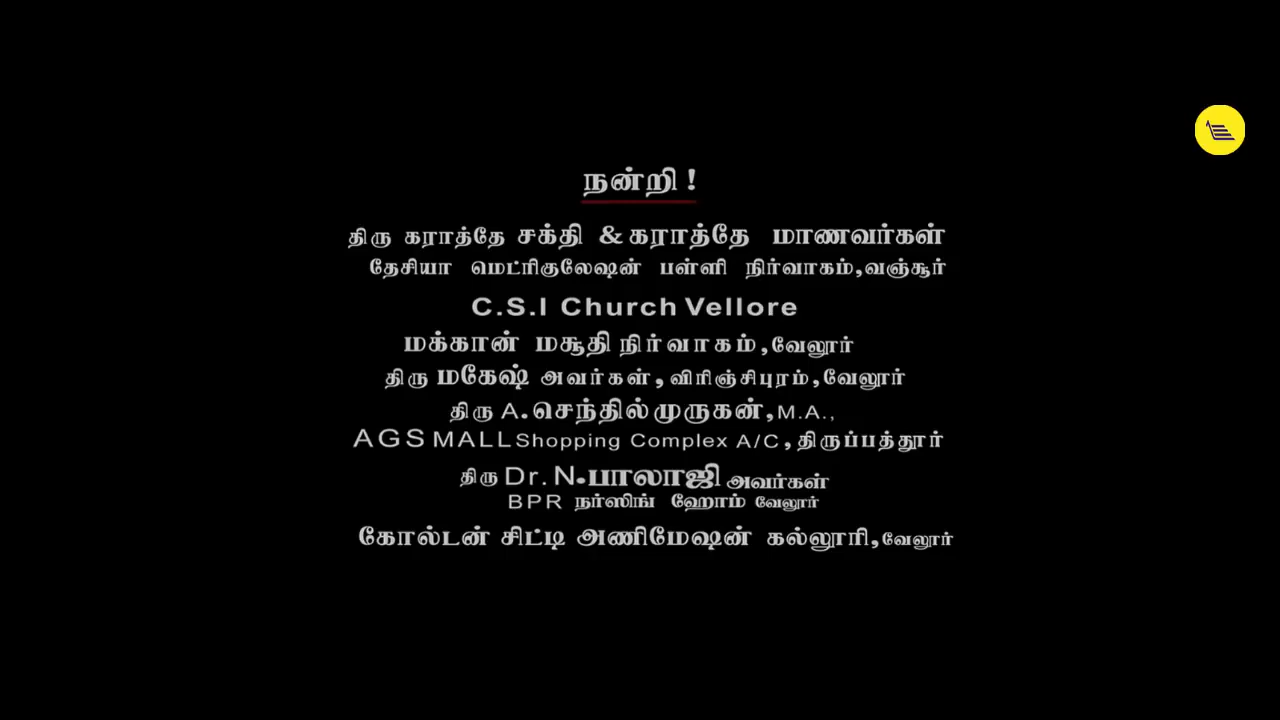 நன்றி !
திரு கராத்தே சக்தி & கராத்தே மாணவர்கள்
தேசியா மெட்ரிகுலேஷன் பள்ளி நிர்வாகம்,வஞ்சூர்
C.S.I Church Vellore
மக்கான் மசூதி நிர்வாகம்,வேலூர்
திரு மகேஷ் அவர்கள்,விரிஞ்சிபுரம்,வேலூர்
திரு A.செந்தில்முருகன்,M.A.,
AGS MALL Shopping Complex A/C,திருப்பத்தூர்
திரு Dr. N.பாலாஜி அவர்கள்
BPR நர்ஸிங் ஹோம் வேலூர்
கோல்டன் சிட்டி அணிமேஷன் கல்லூரி,வேலூர்